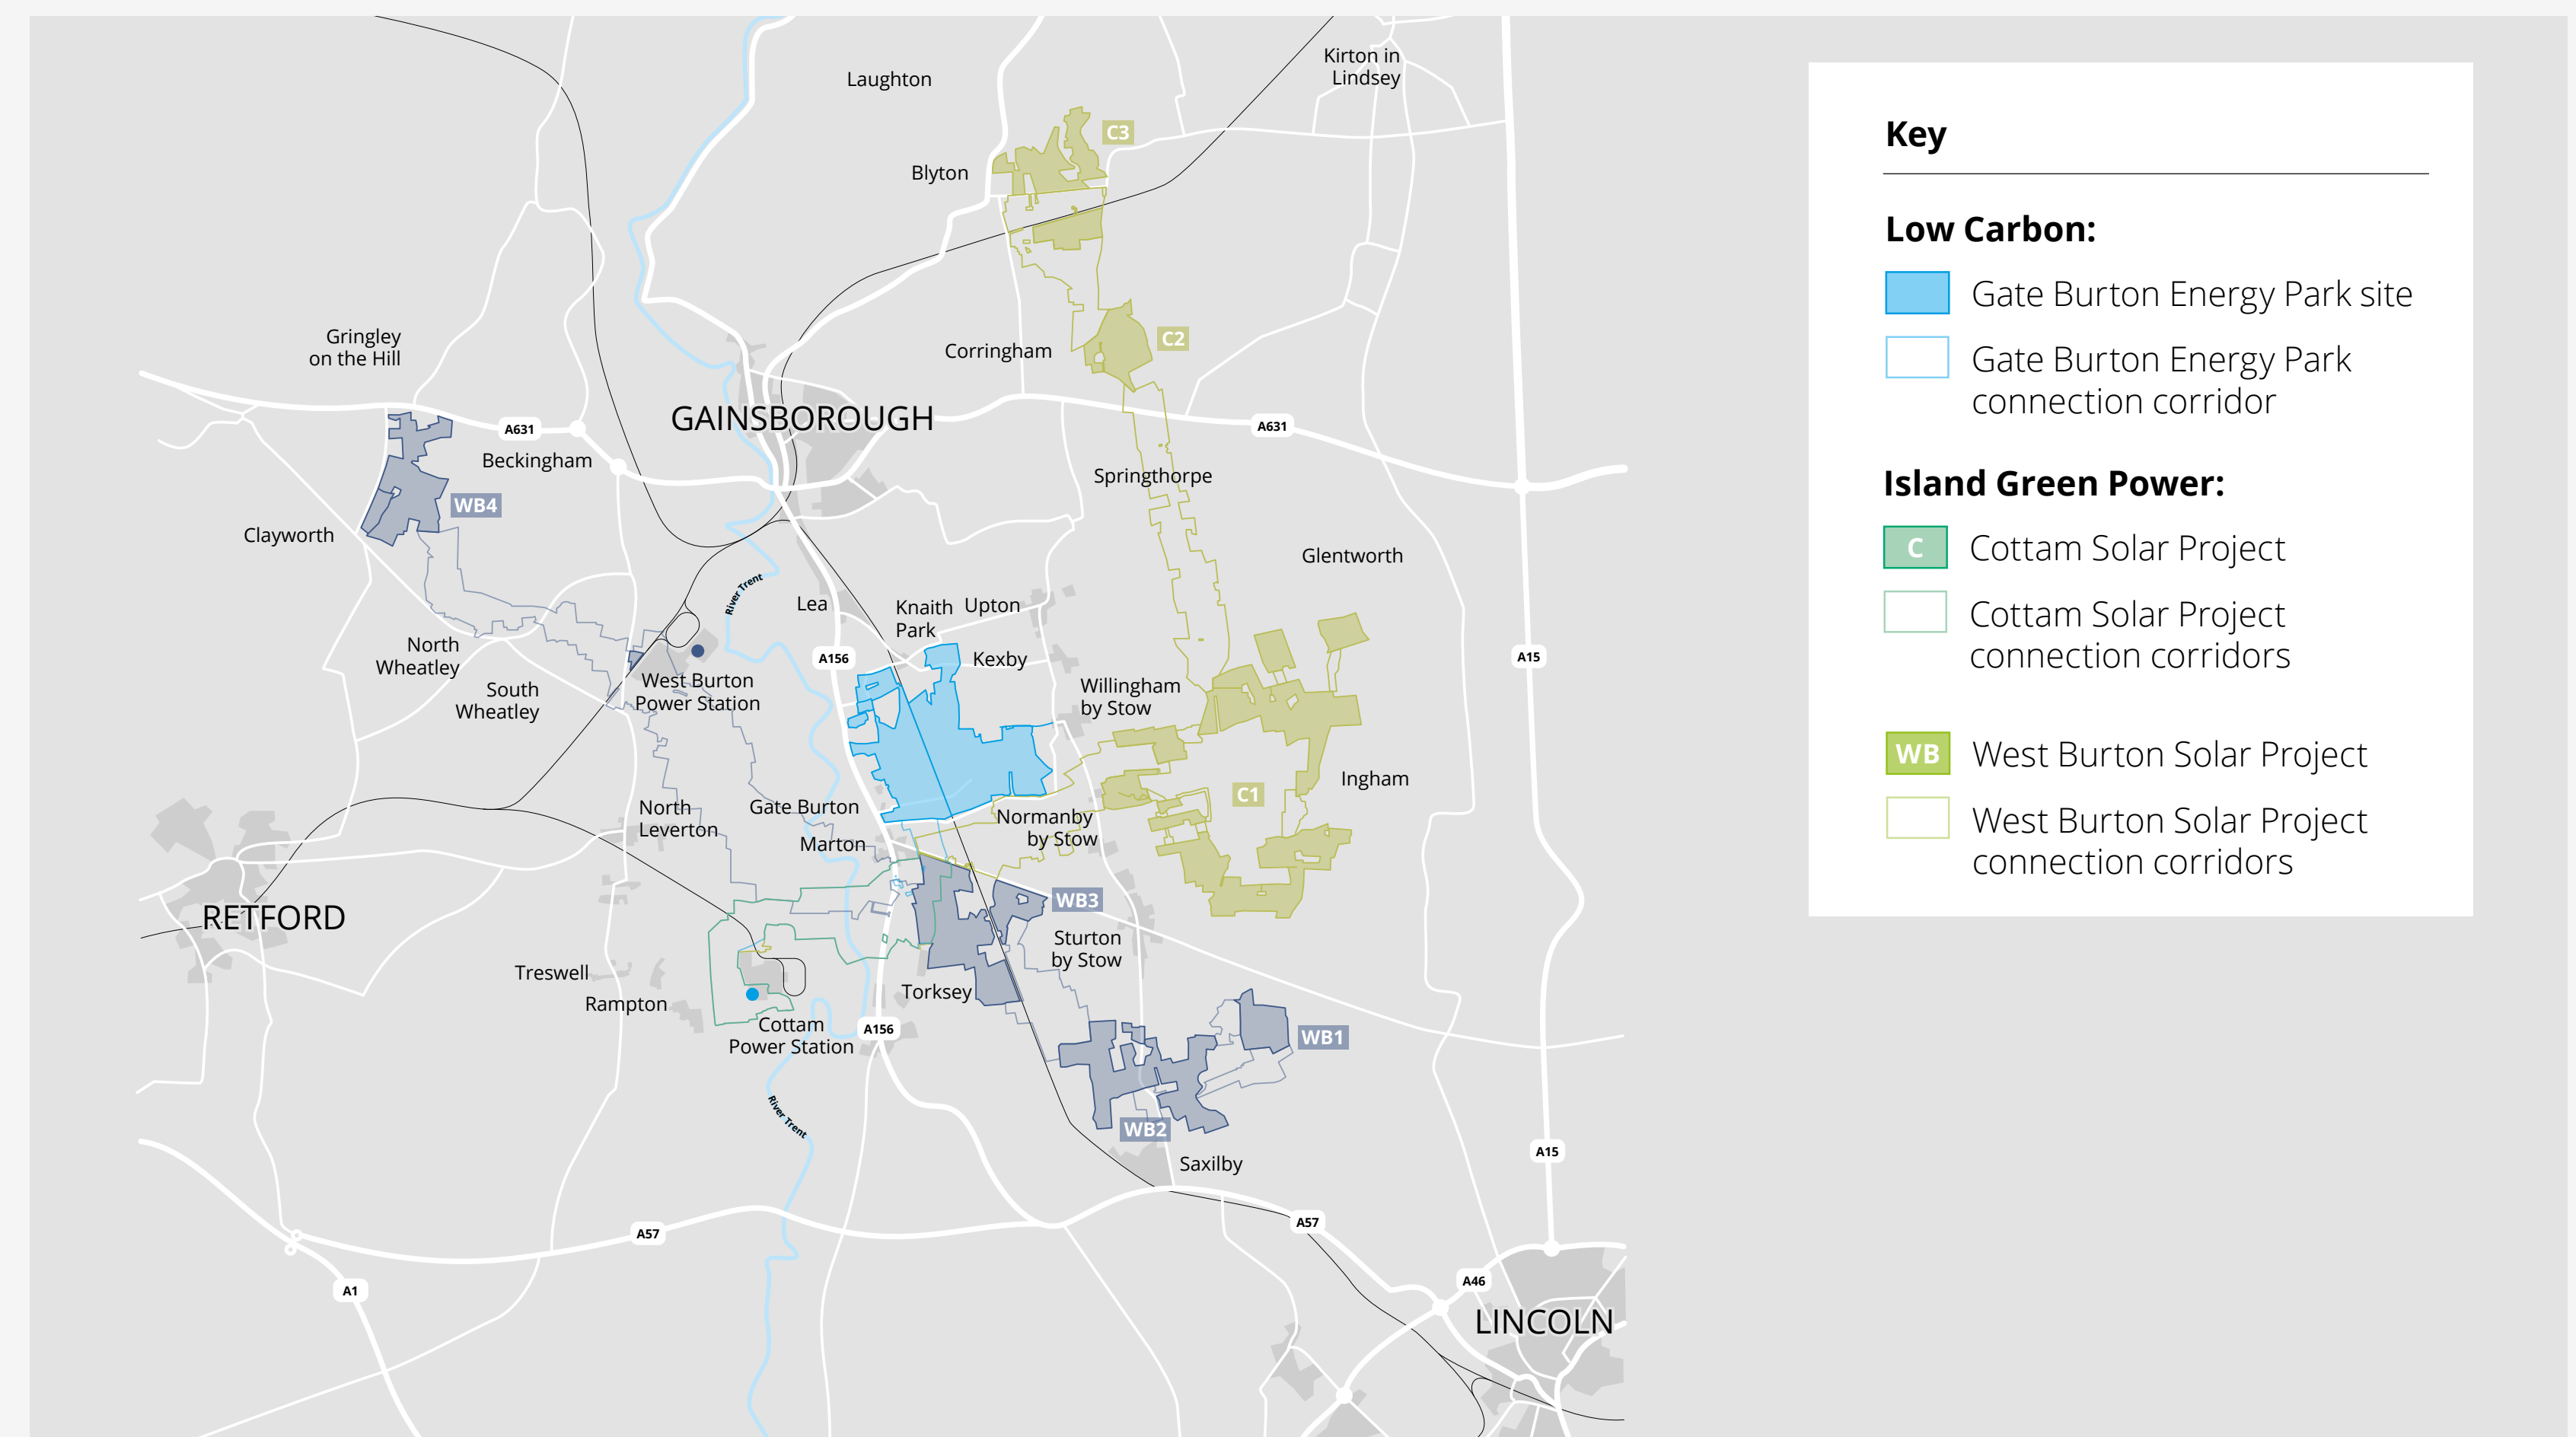 Kirton in
Lindsey
Laughton
C3
Blyton
Gringley
on the Hill
C2
Corringham
GAINSBOROUGH
A631
A631
Beckingham
Springthorpe
WB4
Clayworth
Glentworth
River Trent
Lea
Knaith
Park
Upton
North
Wheatley
A156
Kexby
A15
West Burton
Power Station
South
Wheatley
Willingham
by Stow
Ingham
C1
North
Leverton
Gate Burton
Normanby
by Stow
Marton
WB3
RETFORD
Sturton
by Stow
Treswell
Rampton
Torksey
Cottam
Power Station
A156
WB1
River Trent
WB2
A15
Saxilby
A57
A57
A1
A46
LINCOLN
Key
Low Carbon:
Gate Burton Energy Park site
Gate Burton Energy Park
connection corridor
Island Green Power:
C
Cottam Solar Project
Cottam Solar Project
connection corridors
WB
West Burton Solar Project
West Burton Solar Project
connection corridors